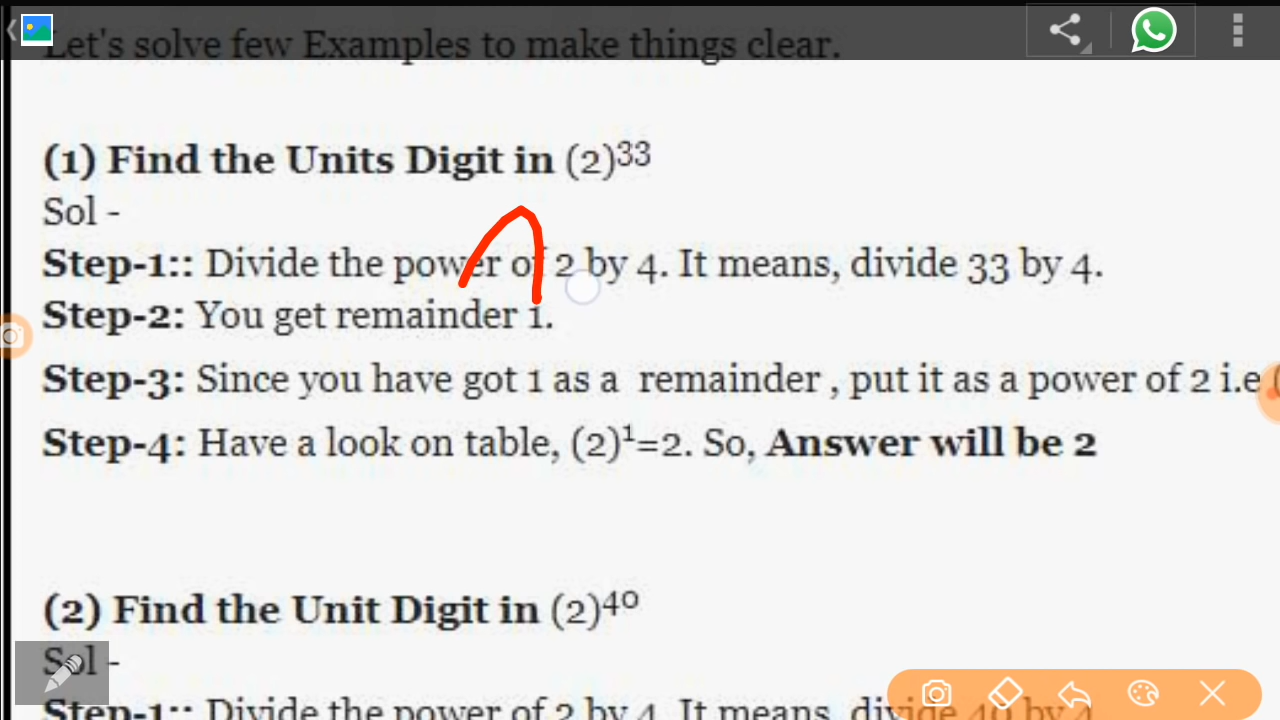 Let's solve few Examples to make things clear.
(1) Find the Units Digit in (2)³³
Sol -
Step-1:: Divide the power of 2 by 4. It means, divide 33 by 4.
Step-2: You get remainder 1.
Step-3: Since you have got 1 as a remainder , put it as a power of 2 i.e (
Step-4: Have a look on table, (2)¹=2. So, Answer will be 2
(2) Find the Unit Digit in (2)⁴⁰
Sol -
Step-1:: Divide the power of 2 by 4. It means, divide 40 by 4